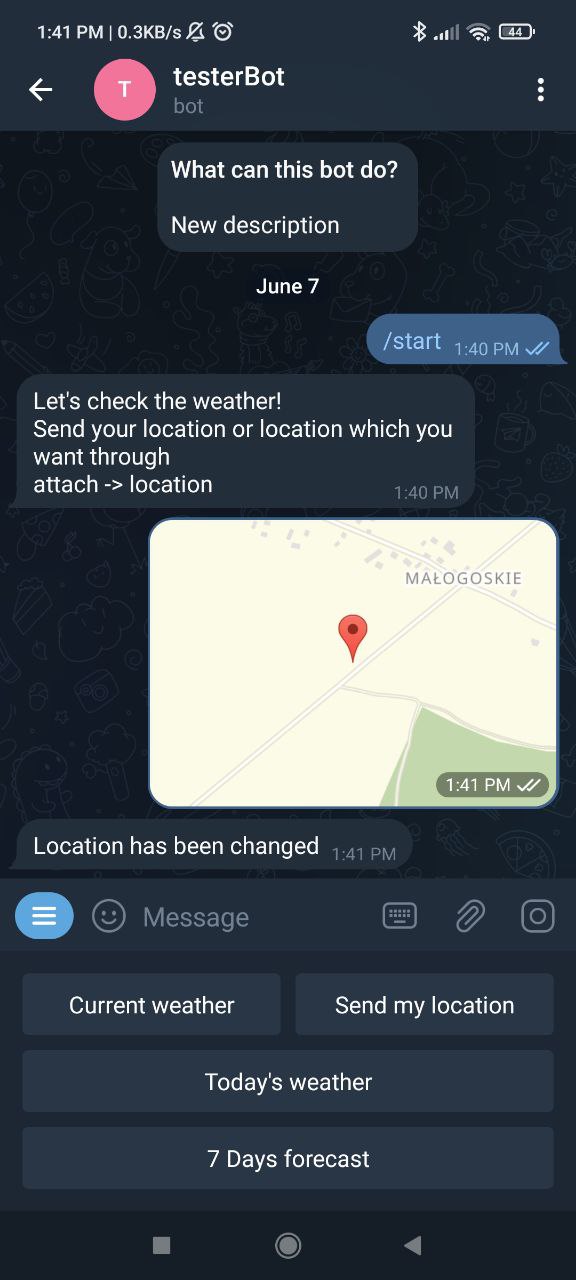 1:41 PM | 0.3KB/s
44
T
testerBot
bot
What can this bot do?
New description
June 7
/start 1:40 PM
Let's check the weather!
Send your location or location which you
want through
attach -> location
1:40 PM
MAŁOGOSKIE
1:41 PM
Location has been changed 1:41 PM
Message
Current weather
Send my location
Today's weather
7 Days forecast